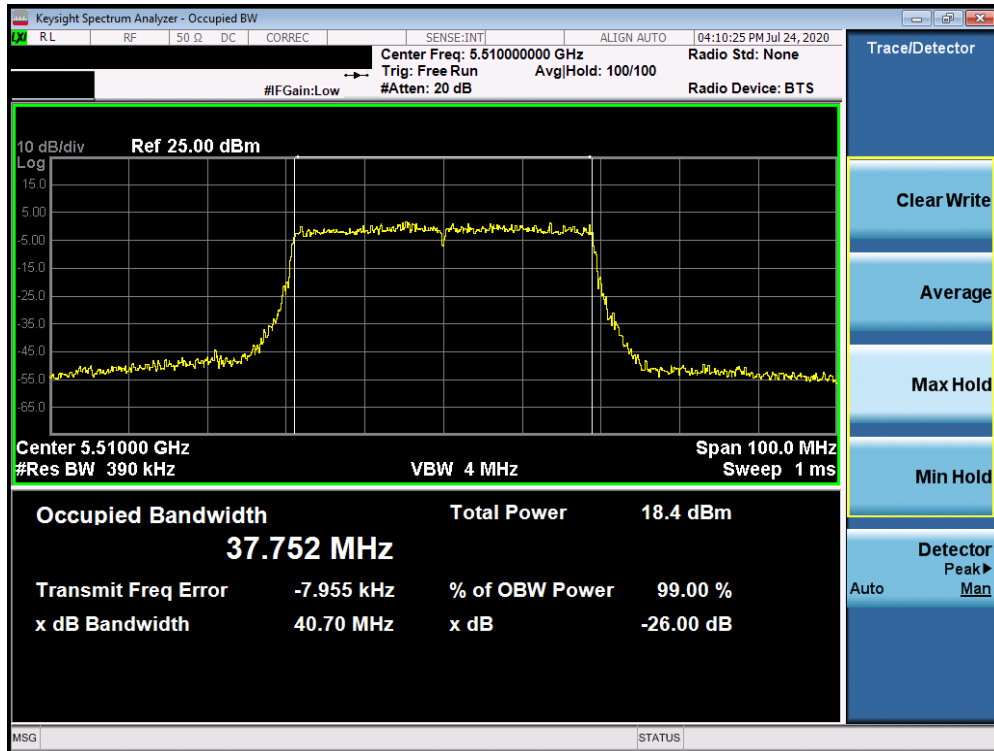 Keysight Spectrum Analyzer - Occupied BW
LXI RL RF 50 Ω DC CORREC SENSE:INT ALIGN AUTO 04:10:25 PM Jul 24, 2020
Center Freq: 5.510000000 GHz Radio Std: None
Trig: Free Run Avg|Hold: 100/100
#IFGain:Low #Atten: 20 dB Radio Device: BTS
Trace/Detector
10 dB/div Ref 25.00 dBm
Log
15.0
5.00
-5.00
-15.0
-25.0
-35.0
-45.0
-55.0
-65.0
Center 5.51000 GHz Span 100.0 MHz
#Res BW 390 kHz VBW 4 MHz Sweep 1 ms
Occupied Bandwidth Total Power 18.4 dBm
37.752 MHz
Transmit Freq Error -7.955 kHz % of OBW Power 99.00 %
x dB Bandwidth 40.70 MHz x dB -26.00 dB
Clear Write
Average
Max Hold
Min Hold
Detector
Peak▶
Auto Man
MSG STATUS